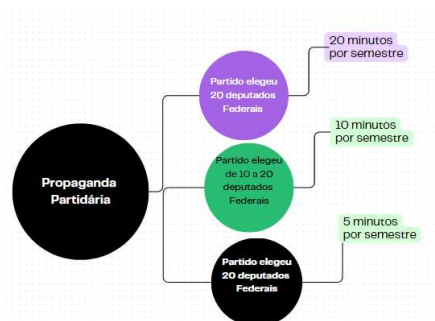 Propaganda
Partidária
Partido elegeu
20 deputados
Federais
20 minutos
por semestre
Partido elegeu
de 10 a 20
deputados
Federais
10 minutos
por semestre
Partido elegeu
20 deputados
Federais
5 minutos
por semestre